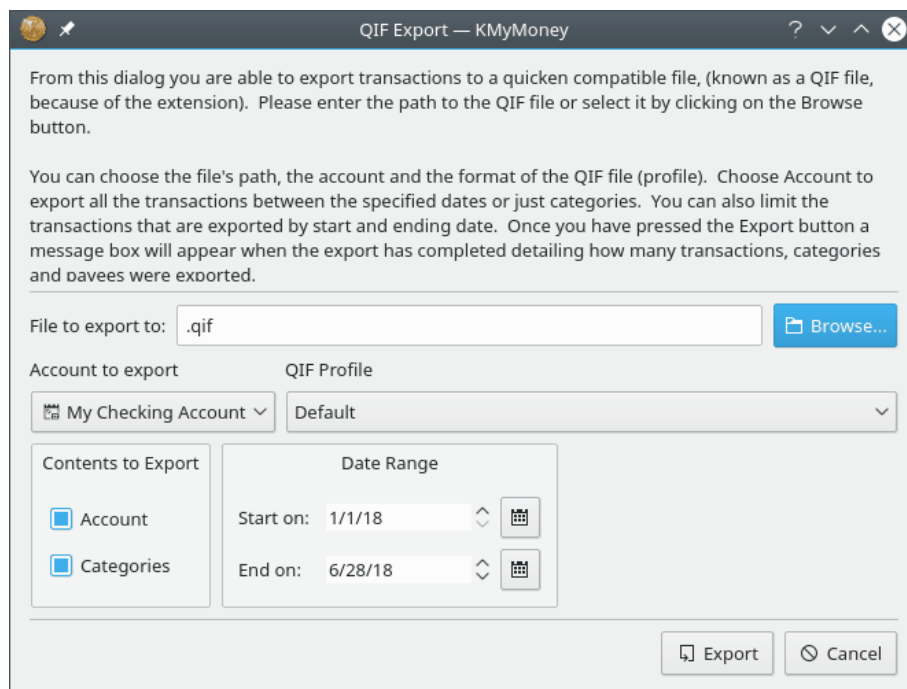 QIF Export — KMyMoney
From this dialog you are able to export transactions to a quicken compatible file, (known as a QIF file,
because of the extension).  Please enter the path to the QIF file or select it by clicking on the Browse
button.
You can choose the file's path, the account and the format of the QIF file (profile).  Choose Account to
export all the transactions between the specified dates or just categories.  You can also limit the
transactions that are exported by start and ending date.  Once you have pressed the Export button a
message box will appear when the export has completed detailing how many transactions, categories
and payees were exported.
File to export to: .qif Browse...
Account to export QIF Profile
My Checking Account Default
Contents to Export Date Range
Account Start on: 1/1/18
Categories End on: 6/28/18
Export Cancel